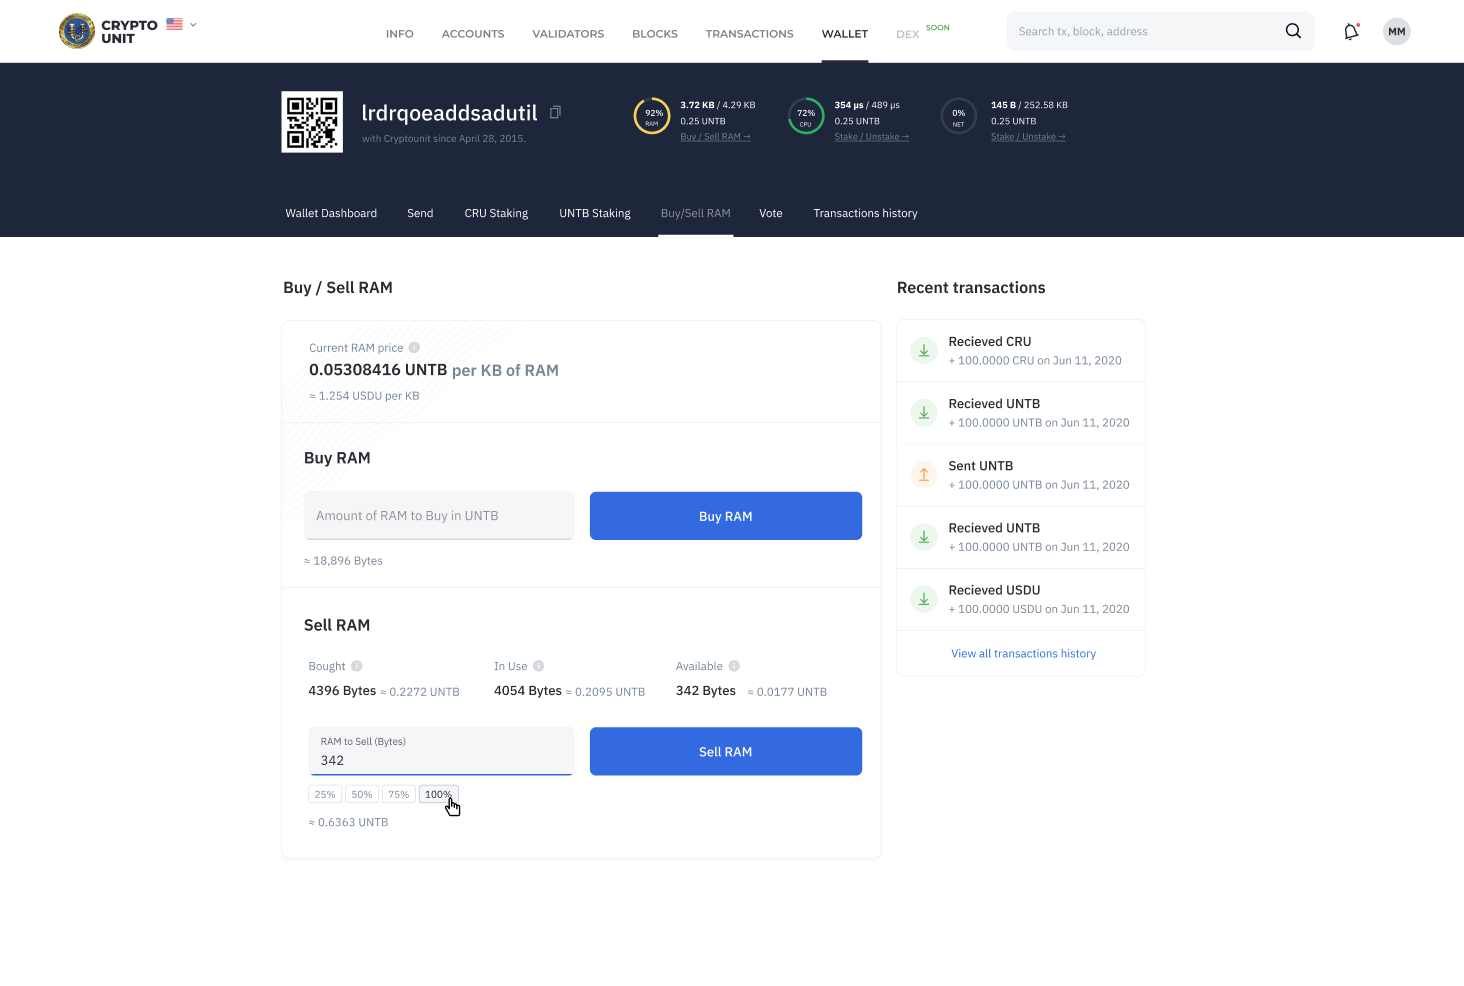 CRYPTO
UNIT
INFO
ACCOUNTS
VALIDATORS
BLOCKS
TRANSACTIONS
WALLET
DEX
SOON
Search tx, block, address
MM
lrdrqoeaddsadutil
with Cryptounit since April 28, 2015.
92%
RAM
3.72 KB / 4.29 KB
0.25 UNTB
Buy / Sell RAM →
72%
CPU
354 µs / 489 µs
0.25 UNTB
Stake / Unstake →
0%
NET
145 B / 252.58 KB
0.25 UNTB
Stake / Unstake →
Wallet Dashboard
Send
CRU Staking
UNTB Staking
Buy/Sell RAM
Vote
Transactions history
Buy / Sell RAM
Current RAM price
0.05308416 UNTB per KB of RAM
≈ 1.254 USDU per KB
Buy RAM
Amount of RAM to Buy in UNTB
Buy RAM
≈ 18,896 Bytes
Sell RAM
Bought
4396 Bytes ≈ 0.2272 UNTB
In Use
4054 Bytes ≈ 0.2095 UNTB
Available
342 Bytes ≈ 0.0177 UNTB
RAM to Sell (Bytes)
342
Sell RAM
25%
50%
75%
100%
≈ 0.6363 UNTB
Recent transactions
Recieved CRU
+ 100.0000 CRU on Jun 11, 2020
Recieved UNTB
+ 100.0000 UNTB on Jun 11, 2020
Sent UNTB
+ 100.0000 UNTB on Jun 11, 2020
Recieved UNTB
+ 100.0000 UNTB on Jun 11, 2020
Recieved USDU
+ 100.0000 USDU on Jun 11, 2020
View all transactions history